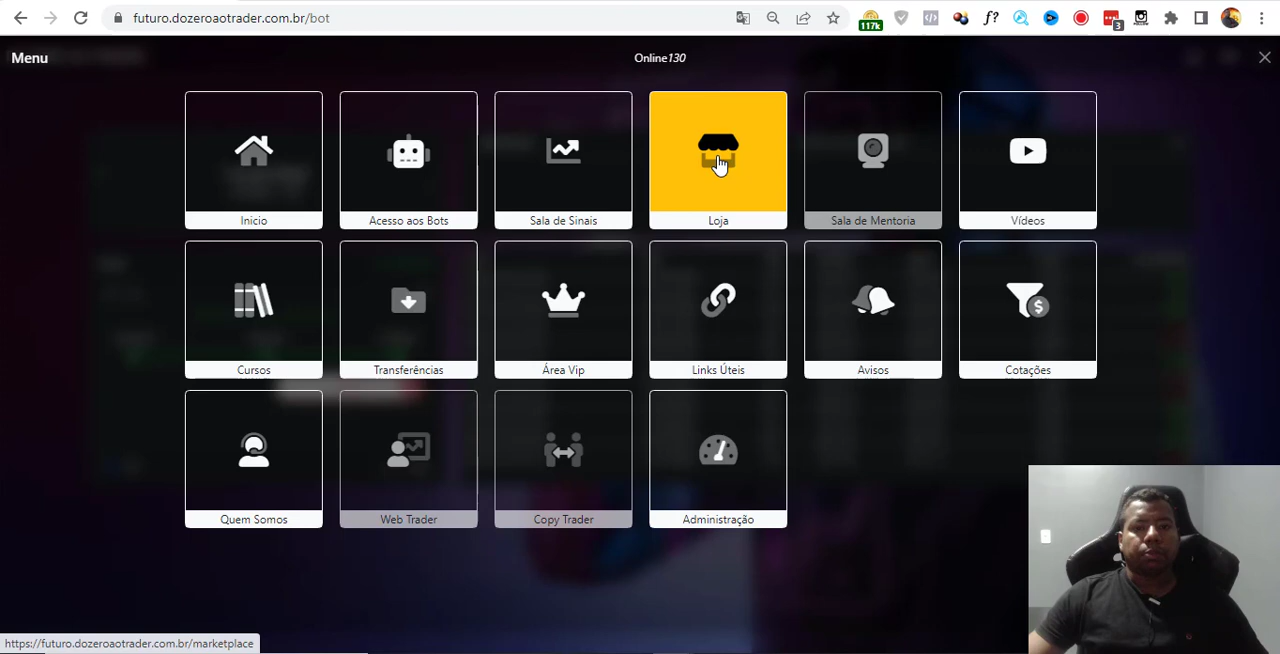 futuro.dozeroaotrader.com.br/bot
117k
f?
3
Menu
Online130
Inicio
Acesso aos Bots
Sala de Sinais
Loja
Sala de Mentoria
Vídeos
Cursos
Transferências
Área Vip
Links Úteis
Avisos
Cotações
Quem Somos
Web Trader
Copy Trader
Administração
https://futuro.dozeroaotrader.com.br/marketplace